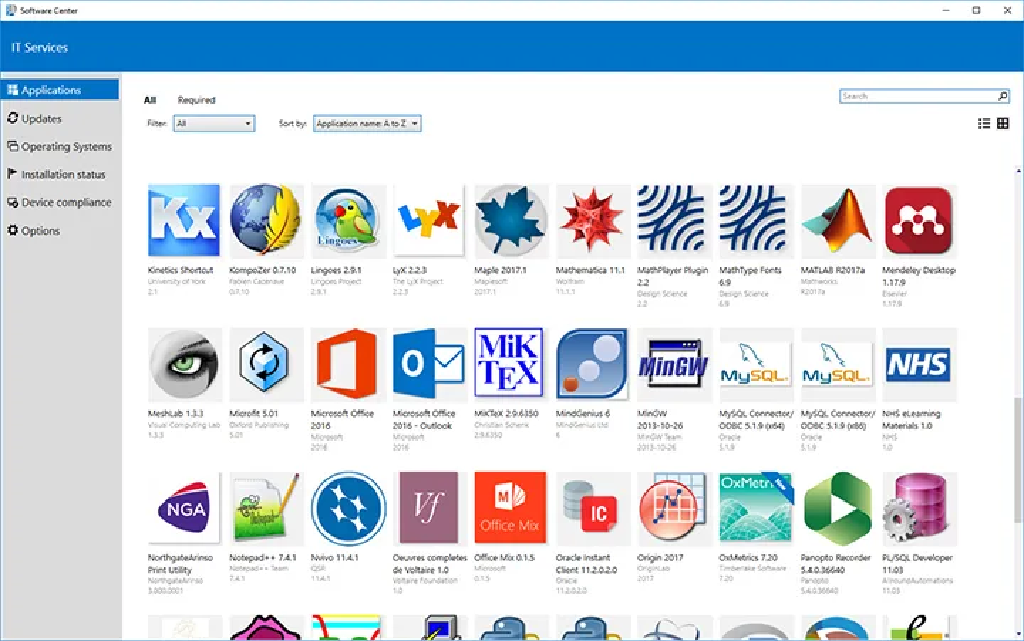 Software Center
IT Services
Applications
Updates
Operating Systems
Installation status
Device compliance
Options
All Required
Search
Filter: All Sort by: Application name: A to Z
Kx
Lingoes
LyX
Kinetics Shortcut
University of York
2.1
KompoZer 0.7.10
Fabien Cazenave
0.7.10
Lingoes 2.9.1
Lingoes Project
2.9.1
LyX 2.2.3
The LyX Project
2.2.3
Maple 2017.1
Maplesoft
2017.1
Mathematica 11.1
Wolfram
11.1.1
MathPlayer Plugin
2.2
Design Science
2.2
MathType Fonts
6.9
Design Science
6.9
MATLAB R2017a
Mathworks
R2017a
Mendeley Desktop
1.17.9
Elsevier
1.17.9
O
MiK
TEX
MinGW
MySQL
MySQL
NHS
MeshLab 1.3.3
Visual Computing Lab
1.3.3
Microfit 5.01
Oxford Publishing
5.01
Microsoft Office
2016
Microsoft
2016
Microsoft Office
2016 - Outlook
Microsoft
2016
MiKTeX 2.9.6350
Christian Schenk
2.9.6350
MindGenius 6
MindGenius Ltd
6
MinGW
2013-10-26
MinGW Team
2013-10-26
MySQL Connector/
ODBC 5.1.9 (x64)
Oracle
5.1.9
MySQL Connector/
ODBC 5.1.9 (x86)
Oracle
5.1.9
NHS eLearning
Materials 1.0
NHS
1.0
NGA
Vf
M
Office Mix
IC
OxMetrics
NorthgateArinso
Print Utility
NorthgateArinso
3.300.0001
Notepad++ 7.4.1
Notepad++ Team
7.4.1
Nvivo 11.4.1
QSR
11.4.1
Oeuvres completes
de Voltaire 1.0
Voltaire Foundation
1.0
Office Mix 0.1.5
Microsoft
0.1.5
Oracle Instant
Client 11.2.0.2.0
Oracle
11.2.0.2.0
Origin 2017
OriginLab
2017
OxMetrics 7.20
Timberlake Software
7.20
Panopto Recorder
5.4.0.36640
Panopto
5.4.0.36640
PL/SQL Developer
11.03
AllroundAutomations
11.03
e